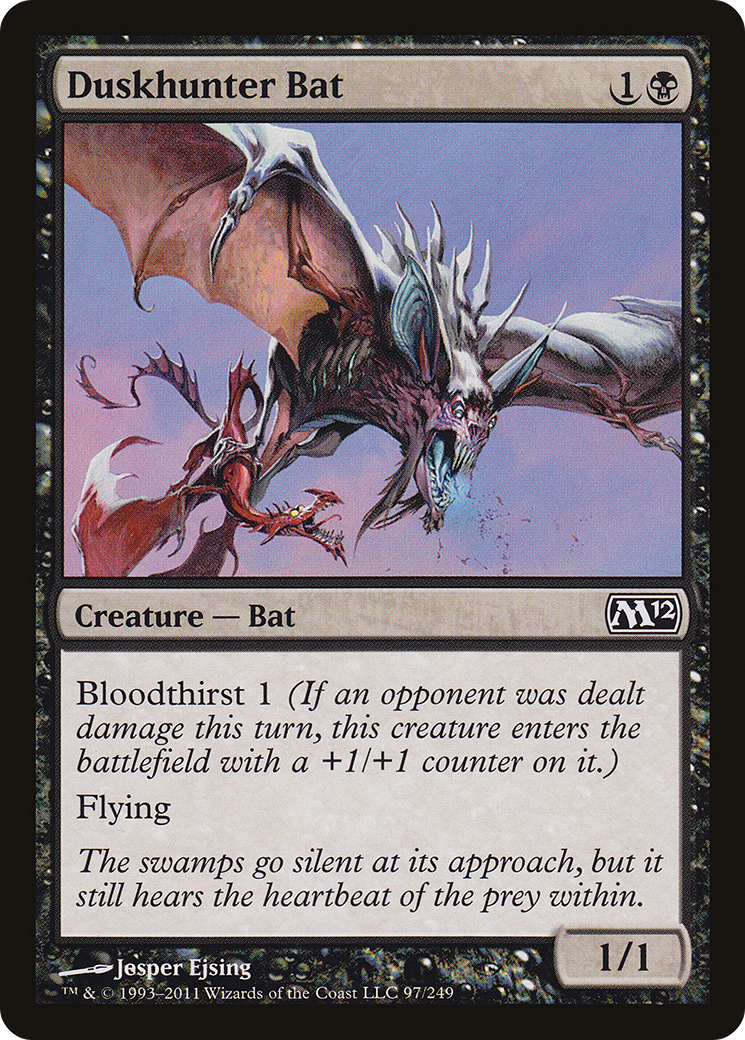 Duskhunter Bat 1
Creature — Bat M12
Bloodthirst 1 (If an opponent was dealt
damage this turn, this creature enters the
battlefield with a +1/+1 counter on it.)
Flying
The swamps go silent at its approach, but it
still hears the heartbeat of the prey within.
1/1
Jesper Ejsing
™ & © 1993–2011 Wizards of the Coast LLC 97/249